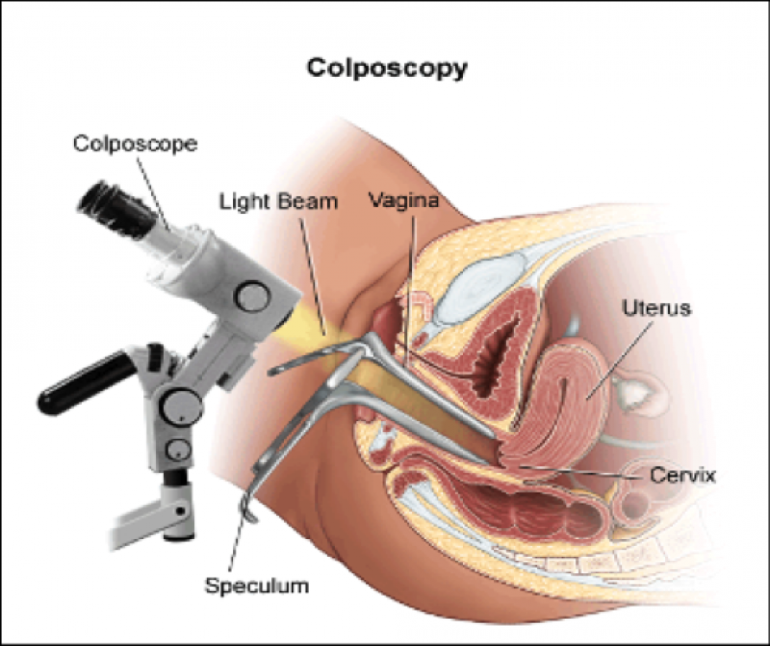 Colposcopy
Colposcope
Light Beam
Vagina
Uterus
Cervix
Speculum